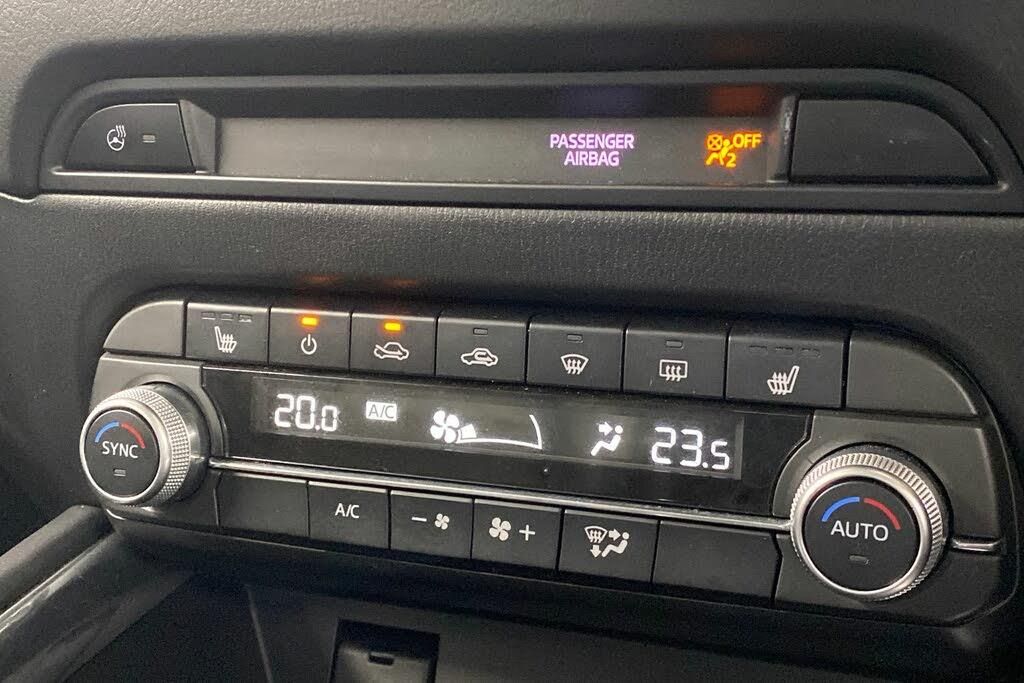 PASSENGER
AIRBAG
OFF
2
20.0
A/C
23.5
SYNC
A/C
- +
AUTO